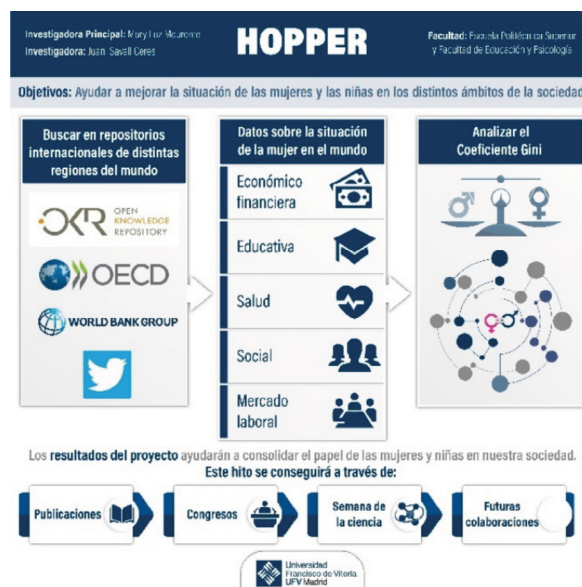 Investigadora Principal: Mary Luz Mouronte
Investigadora: Juan Savall Ceres
HOPPER
Facultad: Escuela Politécnica Superior
y Facultad de Educación y Psicología
Objetivos: Ayudar a mejorar la situación de las mujeres y las niñas en los distintos ámbitos de la sociedad
Buscar en repositorios
internacionales de distintas
regiones del mundo
OKR OPEN
KNOWLEDGE
REPOSITORY
OECD
WORLD BANK GROUP
Datos sobre la situación
de la mujer en el mundo
Económico
financiera
Educativa
Salud
Social
Mercado
laboral
Analizar el
Coeficiente Gini
Los resultados del proyecto ayudarán a consolidar el papel de las mujeres y niñas en nuestra sociedad.
Este hito se conseguirá a través de:
Publicaciones
Congresos
Semana de
la ciencia
Futuras
colaboraciones
Universidad
Francisco de Vitoria
UFV Madrid